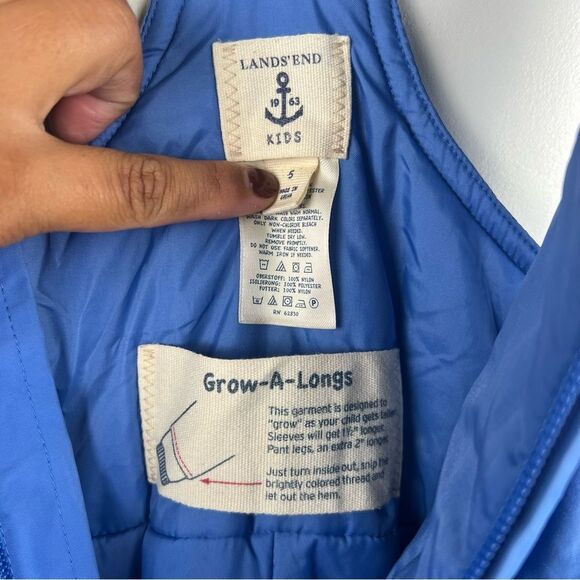 LANDS' END
19 63
KIDS
5
MADE IN
WASH WARM NORMAL.
WASH DARK COLORS SEPARATELY.
ONLY NON-CHLORINE BLEACH
WHEN NEEDED.
TUMBLE DRY LOW.
REMOVE PROMPTLY.
DO NOT USE FABRIC SOFTENER.
WARM IRON IF NEEDED.
OBERSTOFF: 100% NYLON
ISOLIERUNG: 100% POLYESTER
FUTTER: 100% NYLON
P
RN 62830
Grow-A-Longs
This garment is designed to
"grow" as your child gets taller.
Sleeves will get 1½" longer.
Pant legs, an extra 2" longer.
Just turn inside out, snip the
brightly colored thread and
let out the hem.